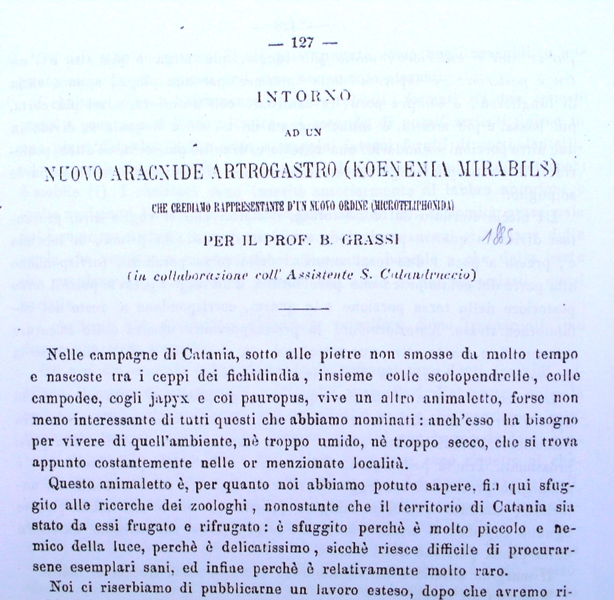 — 127 —
INTORNO
AD UN
NUOVO ARACNIDE ARTROGASTRO (KOENENIA MIRABILS)
CHE CREDIAMO RAPPRESENTANTE D'UN NUOVO ORDINE (MICROTELIPHONIDA)
PER IL PROF. B. GRASSI 1885
(in collaborazione coll' Assistente S. Calandruccio)
Nelle campagne di Catania, sotto alle pietre non smosse da molto tempo
e nascoste tra i ceppi dei fichidindia, insieme colle scolopendrelle, colle
campodee, cogli japyx e coi pauropus, vive un altro animaletto, forse non
meno interessante di tutti questi che abbiamo nominati: anch'esso ha bisogno
per vivere di quell'ambiente, nè troppo umido, nè troppo secco, che si trova
appunto costantemente nelle or menzionato località.
Questo animaletto è, per quanto noi abbiamo potuto sapere, fin qui sfug-
gito alle ricerche dei zoologhi, nonostante che il territorio di Catania sia
stato da essi frugato e rifrugato: è sfuggito perchè è molto piccolo e ne-
mico della luce, perchè è delicatissimo, sicchè riesce difficile di procurar-
sene esemplari sani, ed infine perchè è relativamente molto raro.
Noi ci riserbiamo di pubblicarne un lavoro esteso, dopo che avremo ri-